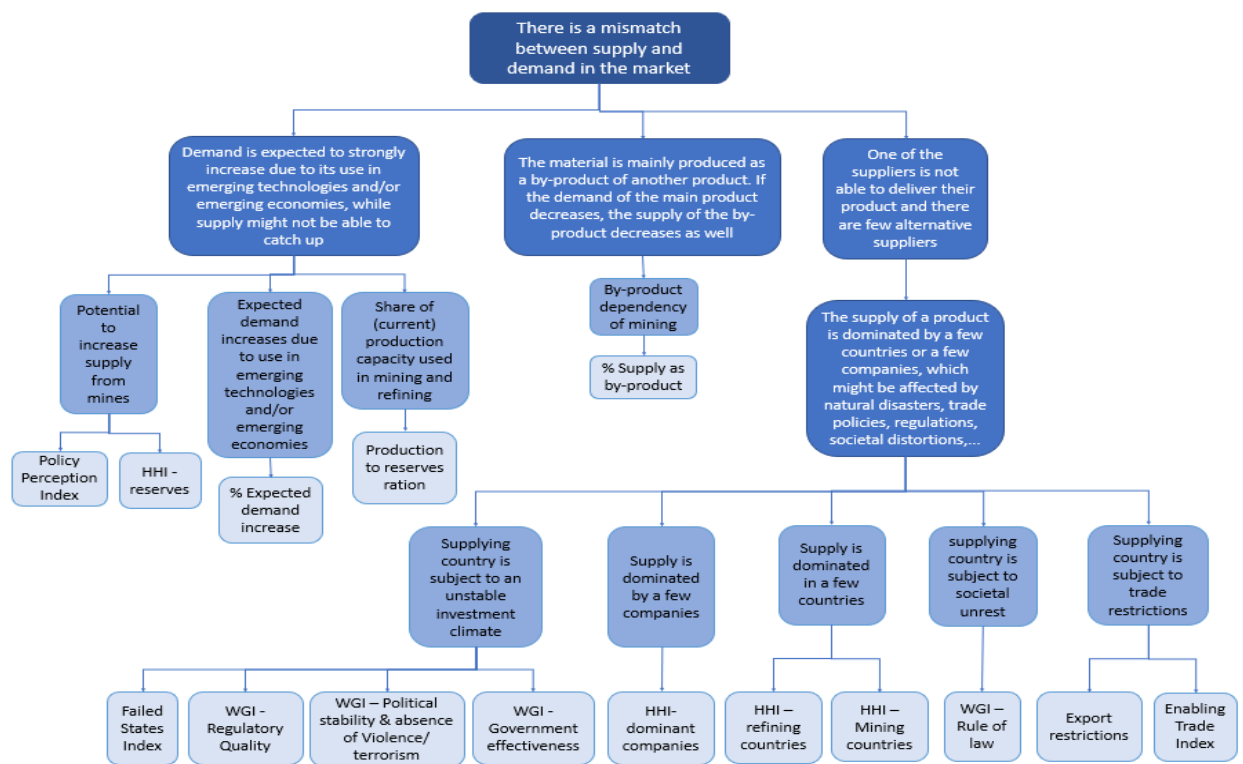 There is a mismatch
between supply and
demand in the market
Demand is expected to strongly
increase due to its use in
emerging technologies and/or
emerging economies, while
supply might not be able to
catch up
The material is mainly produced as
a by-product of another product. If
the demand of the main product
decreases, the supply of the by-
product decreases as well
One of the
suppliers is not
able to deliver their
product and there
are few alternative
suppliers
Potential
to
increase
supply
from
mines
Expected
demand
increases due
to use in
emerging
technologies
and/or
emerging
economies
Share of
(current)
production
capacity used
in mining and
refining
By-product
dependency
of mining
The supply of a product
is dominated by a few
countries or a few
companies, which
might be affected by
natural disasters, trade
policies, regulations,
societal distortions,...
Policy
Perception
Index
HHI -
reserves
% Expected
demand
increase
Production
to reserves
ration
% Supply as
by-product
Supplying
country is
subject to an
unstable
investment
climate
Supply is
dominated
by a few
companies
Supply is
dominated
in a few
countries
supplying
country is
subject to
societal
unrest
Supplying
country is
subject to
trade
restrictions
Failed
States
Index
WGI -
Regulatory
Quality
WGI – Political
stability & absence
of Violence/
terrorism
WGI -
Government
effectiveness
HHI-
dominant
companies
HHI –
refining
countries
HHI –
Mining
countries
WGI –
Rule of
law
Export
restrictions
Enabling
Trade
Index